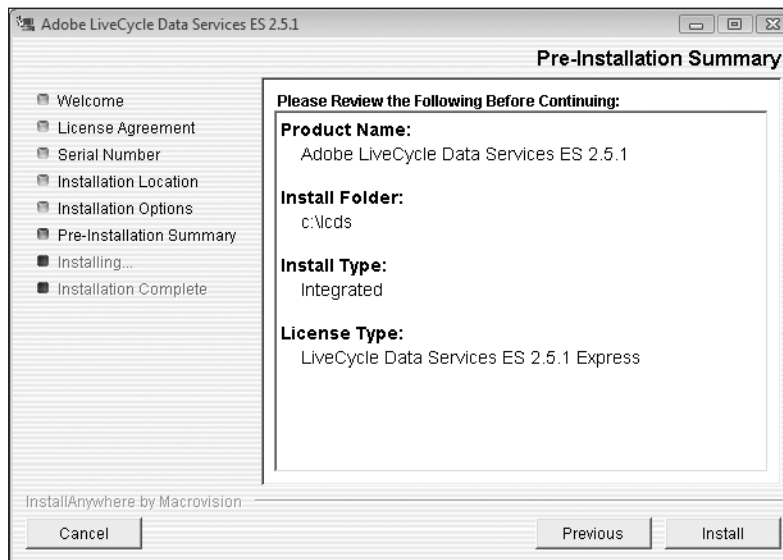 Adobe LiveCycle Data Services ES 2.5.1
Pre-Installation Summary
Welcome
License Agreement
Serial Number
Installation Location
Installation Options
Pre-Installation Summary
Installing...
Installation Complete
Please Review the Following Before Continuing:
Product Name:
Adobe LiveCycle Data Services ES 2.5.1
Install Folder:
c:\lcds
Install Type:
Integrated
License Type:
LiveCycle Data Services ES 2.5.1 Express
InstallAnywhere by Macrovision
Cancel
Previous
Install